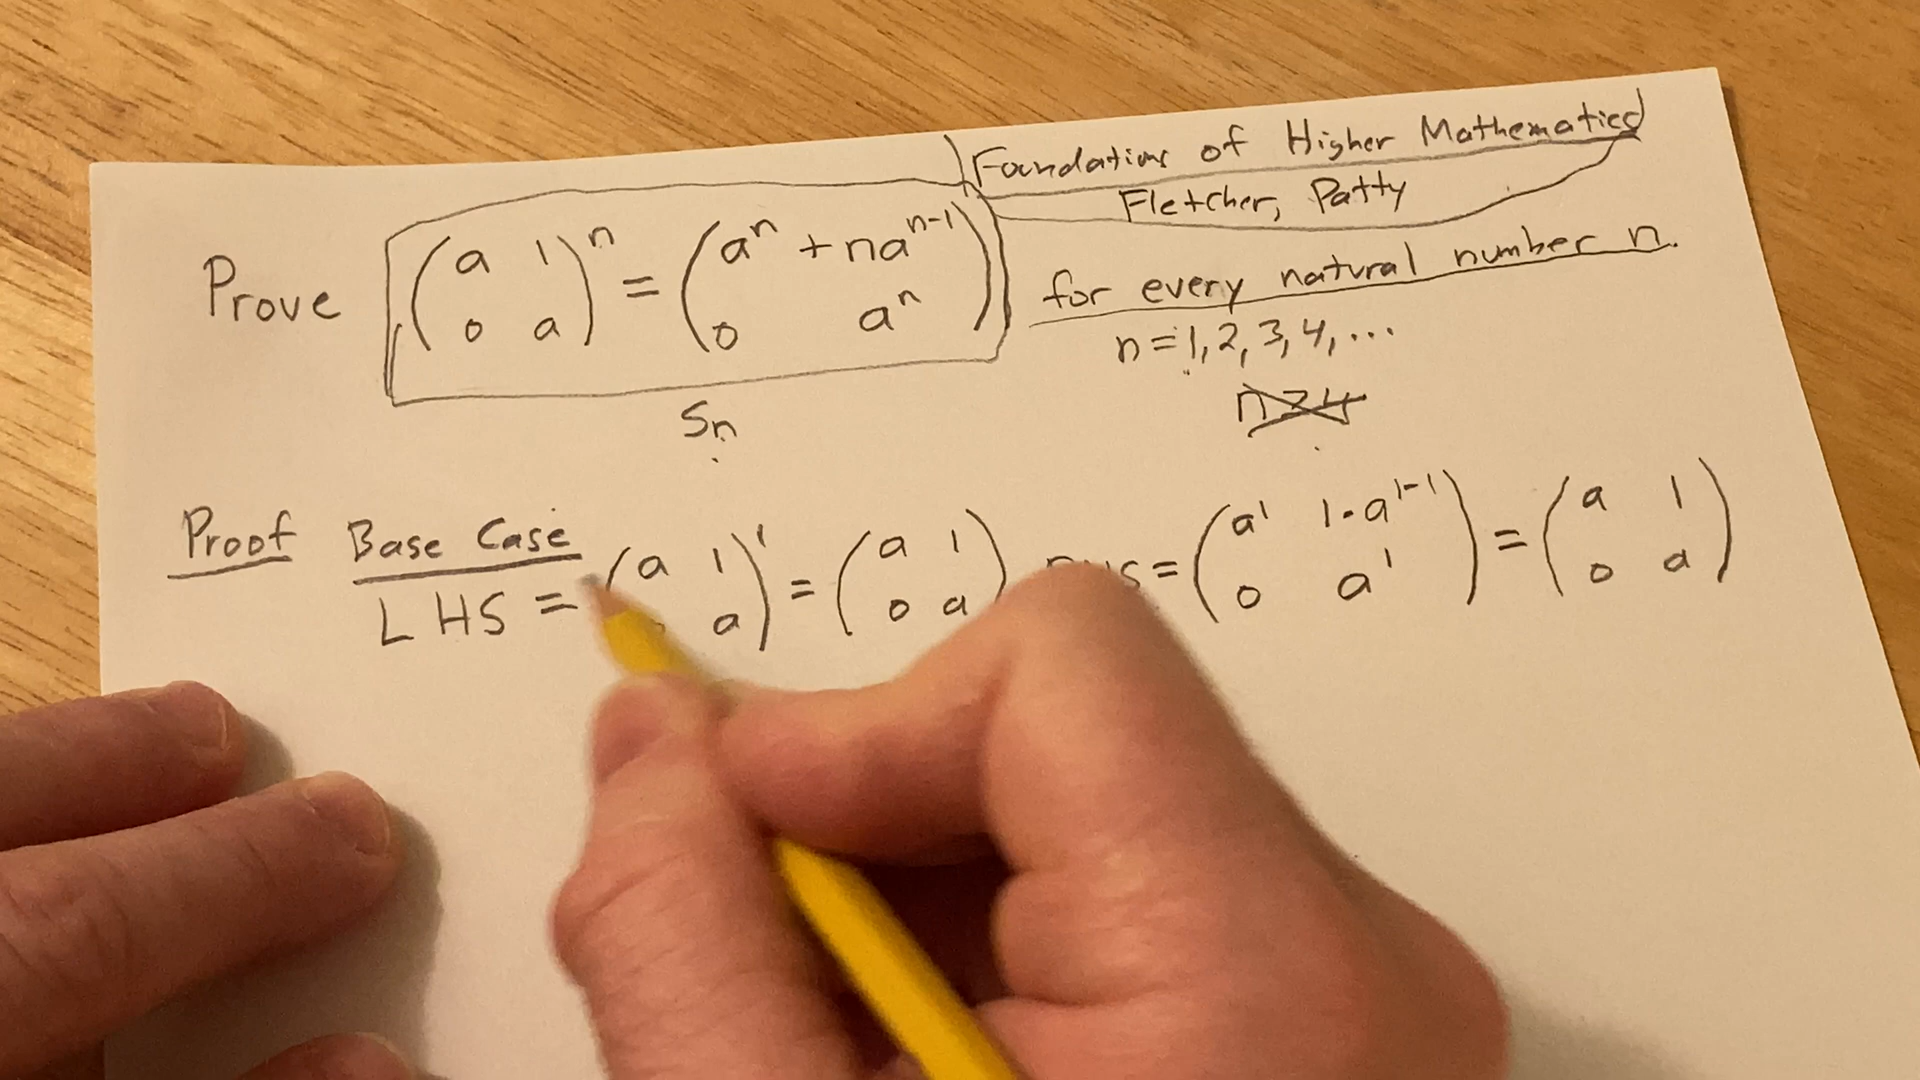 Foundations of Higher Mathematics
Fletcher, Patty
Prove (a 1 0 a)^n = (a^n + na^{n-1} 0 a^n) for every natural number n.
n = 1, 2, 3, 4, ...
n ≥ 4
Sn
Proof Base Case
LHS = (a 1 a)^1 = (a 1 0 a) = (a^1 1·a^{1-1} 0 a^1) = (a 1 0 a)